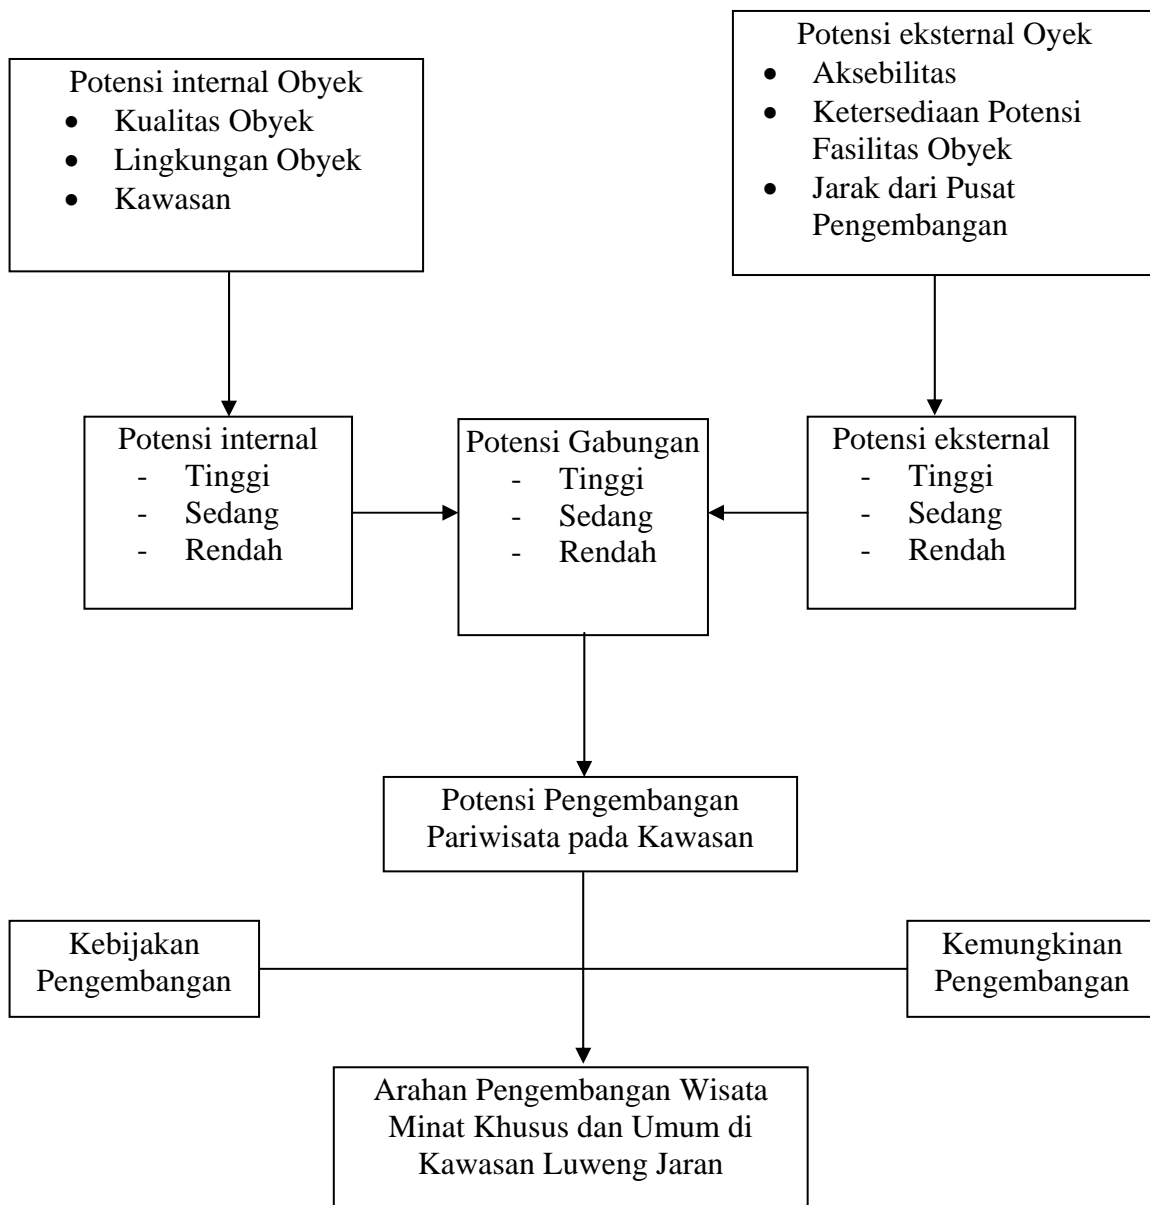 Potensi internal Obyek
• Kualitas Obyek
• Lingkungan Obyek
• Kawasan
Potensi eksternal Oyek
• Aksebilitas
• Ketersediaan Potensi
Fasilitas Obyek
• Jarak dari Pusat
Pengembangan
Potensi internal
- Tinggi
- Sedang
- Rendah
Potensi Gabungan
- Tinggi
- Sedang
- Rendah
Potensi eksternal
- Tinggi
- Sedang
- Rendah
Potensi Pengembangan
Pariwisata pada Kawasan
Kebijakan
Pengembangan
Kemungkinan
Pengembangan
Arahan Pengembangan Wisata
Minat Khusus dan Umum di
Kawasan Luweng Jaran